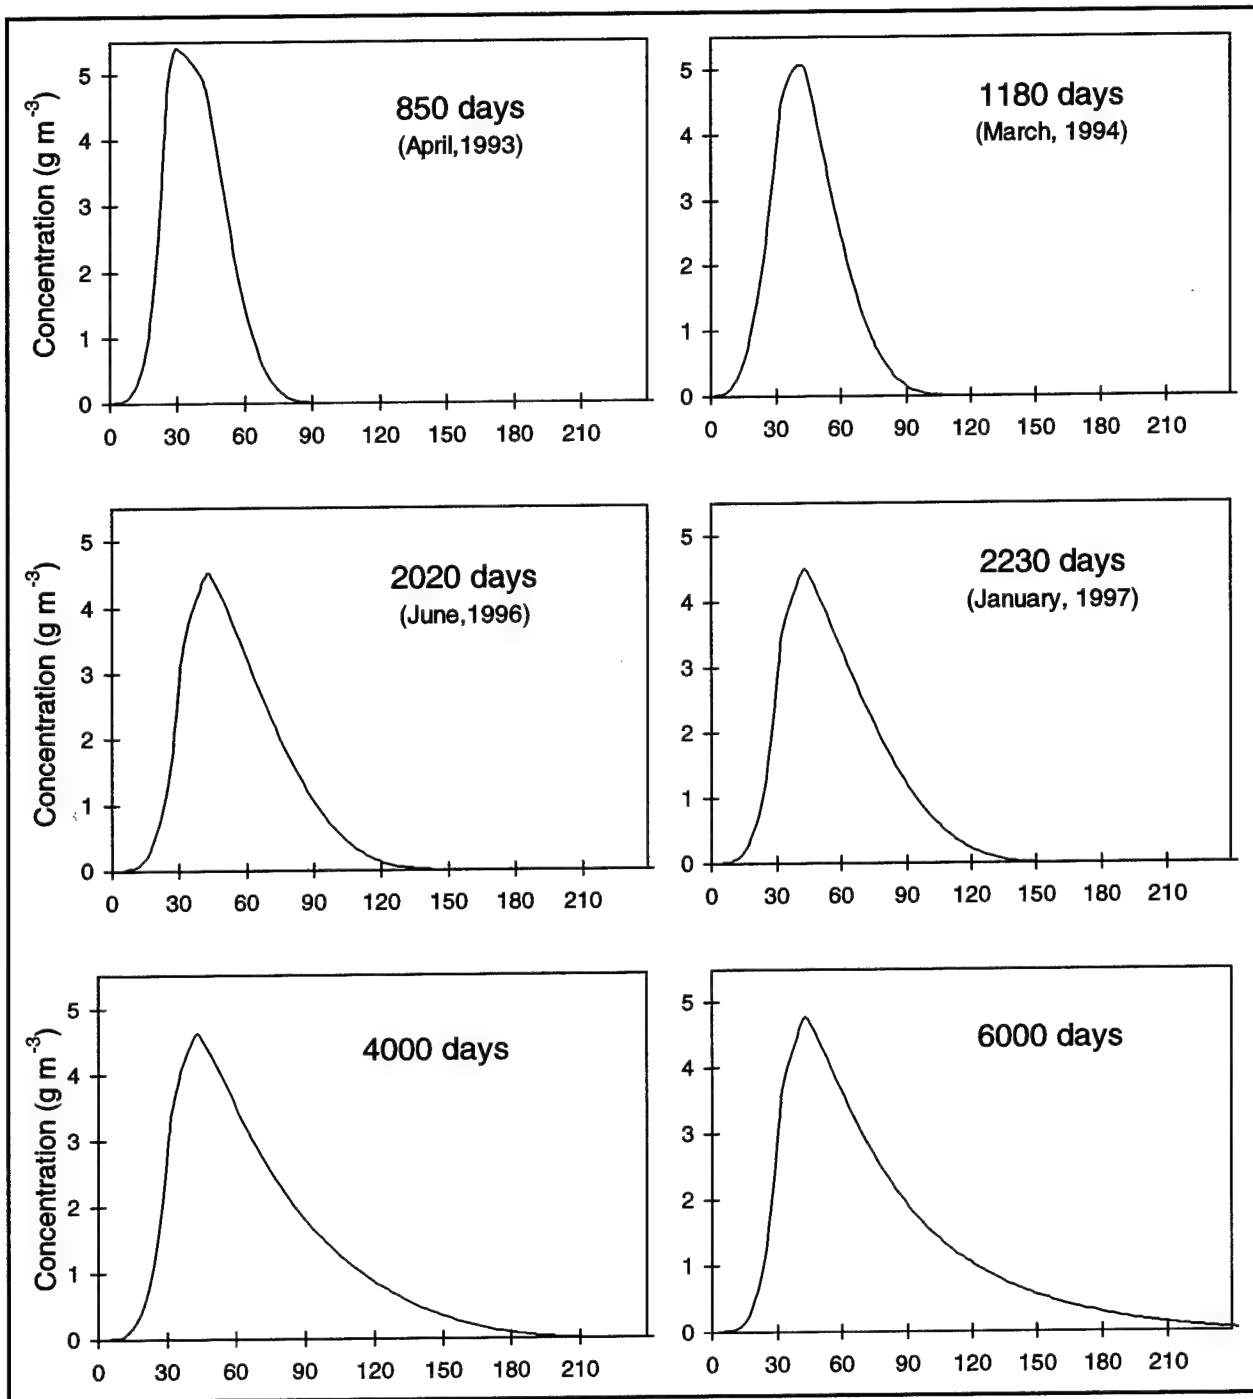 Concentration (g m⁻³)
5
4
3
2
1
0
850 days
(April,1993)
0 30 60 90 120 150 180 210
5
4
3
2
1
0
1180 days
(March, 1994)
0 30 60 90 120 150 180 210
Concentration (g m⁻³)
5
4
3
2
1
0
2020 days
(June,1996)
0 30 60 90 120 150 180 210
5
4
3
2
1
0
2230 days
(January, 1997)
0 30 60 90 120 150 180 210
Concentration (g m⁻³)
5
4
3
2
1
0
4000 days
0 30 60 90 120 150 180 210
5
4
3
2
1
0
6000 days
0 30 60 90 120 150 180 210